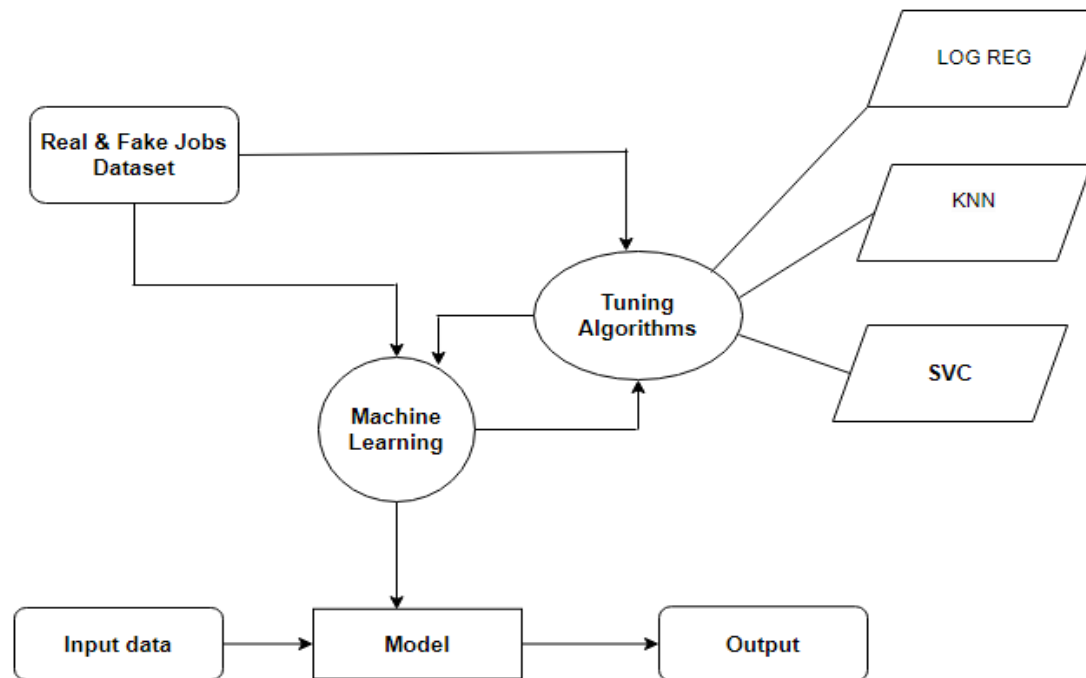 LOG REG
Real & Fake Jobs
Dataset
KNN
Tuning
Algorithms
SVC
Machine
Learning
Input data
Model
Output